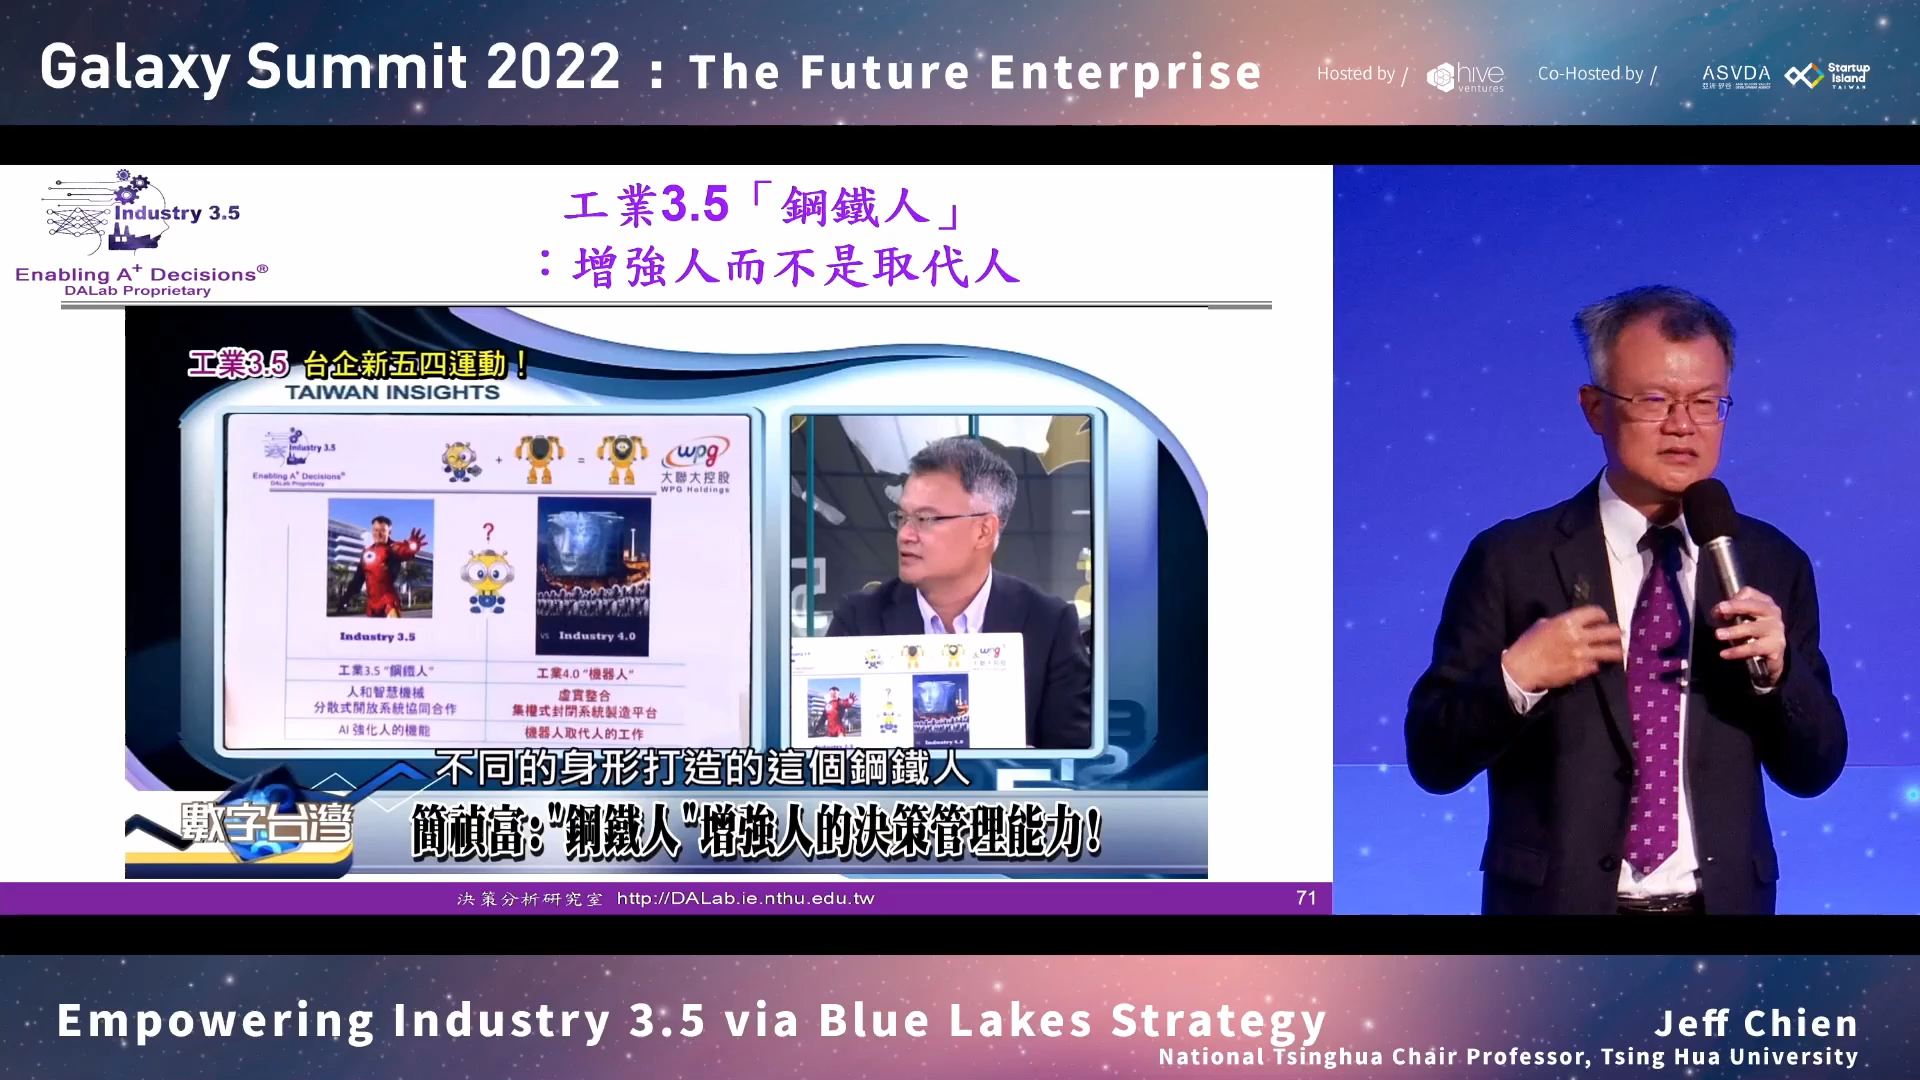 Galaxy Summit 2022 : The Future Enterprise
Hosted by /
hive
ventures
Co-Hosted by /
ASVDA
Startup
Island
TAIWAN
Industry 3.5
Enabling A+ Decisions®
DALab Proprietary
工業3.5「鋼鐵人」
：增強人而不是取代人
工業3.5 台企新五四運動！
TAIWAN INSIGHTS
Industry 3.5
Enabling A+ Decisions®
DALab Proprietary
+
=
wpg
大聯大控股
WPG Holdings
?
Industry 3.5
vs Industry 4.0
工業3.5 "鋼鐵人"
工業4.0 "機器人"
人和智慧機械
分散式開放系統協同合作
虛實整合
集權式封閉系統製造平台
AI 強化人的機能
機器人取代人的工作
不同的身形打造的這個鋼鐵人
數字台灣
簡禎富:"鋼鐵人"增強人的決策管理能力!
決策分析研究室 http://DALab.ie.nthu.edu.tw
71
Empowering Industry 3.5 via Blue Lakes Strategy
Jeff Chien
National Tsinghua Chair Professor, Tsing Hua University